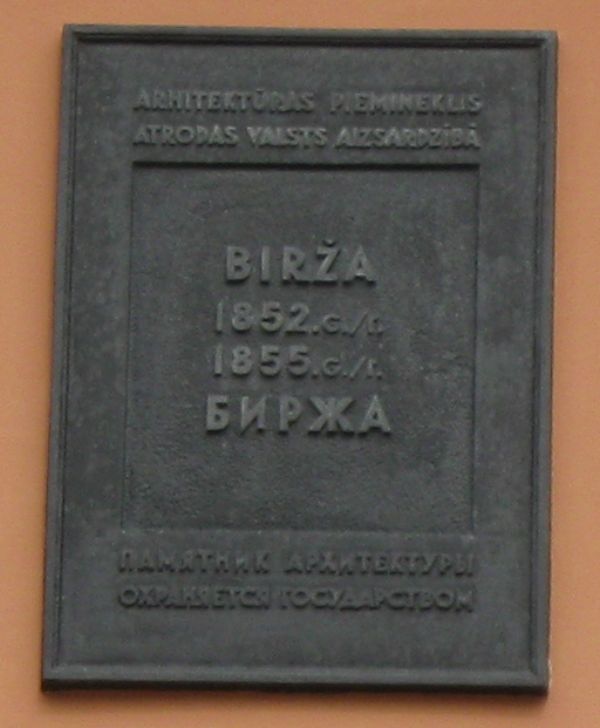 ARHITEKTŪRAS PIEMINEKLIS
ATRODAS VALSTS AIZSARDZĪBĀ
BIRŽA
1852.G./Г.
1855.G./Г.
БИРЖА
ПАМЯТНИК АРХИТЕКТУРЫ
ОХРАНЯЕТСЯ ГОСУДАРСТВОМ